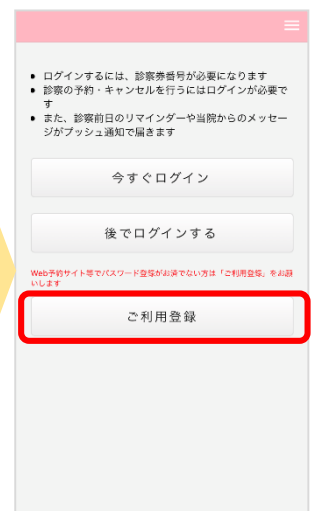 • ログインするには、診察券番号が必要になります
• 診察の予約・キャンセルを行うにはログインが必要で
す
• また、診察前日のリマインダーや当院からのメッセー
ジがプッシュ通知で届きます
今すぐログイン
後でログインする
Web予約サイト等でパスワード登録がお済でない方は「ご利用登録」をお願
いします
ご利用登録